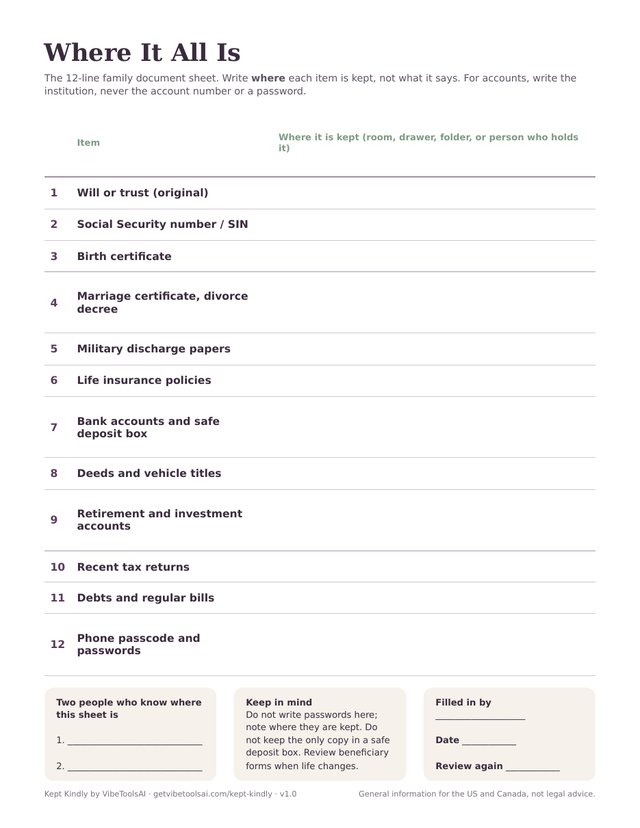 Where It All Is
The 12-line family document sheet. Write where each item is kept, not what it says. For accounts, write the
institution, never the account number or a password.
Item
Where it is kept (room, drawer, folder, or person who holds
it)
1 Will or trust (original)
2 Social Security number / SIN
3 Birth certificate
4 Marriage certificate, divorce
decree
5 Military discharge papers
6 Life insurance policies
7 Bank accounts and safe
deposit box
8 Deeds and vehicle titles
9 Retirement and investment
accounts
10 Recent tax returns
11 Debts and regular bills
12 Phone passcode and
passwords
Two people who know where
this sheet is
1. ______________________________
2. ______________________________
Keep in mind
Do not write passwords here;
note where they are kept. Do
not keep the only copy in a safe
deposit box. Review beneficiary
forms when life changes.
Filled in by
____________________
Date ____________
Review again ____________
Kept Kindly by VibeToolsAI · getvibetoolsai.com/kept-kindly · v1.0
General information for the US and Canada, not legal advice.